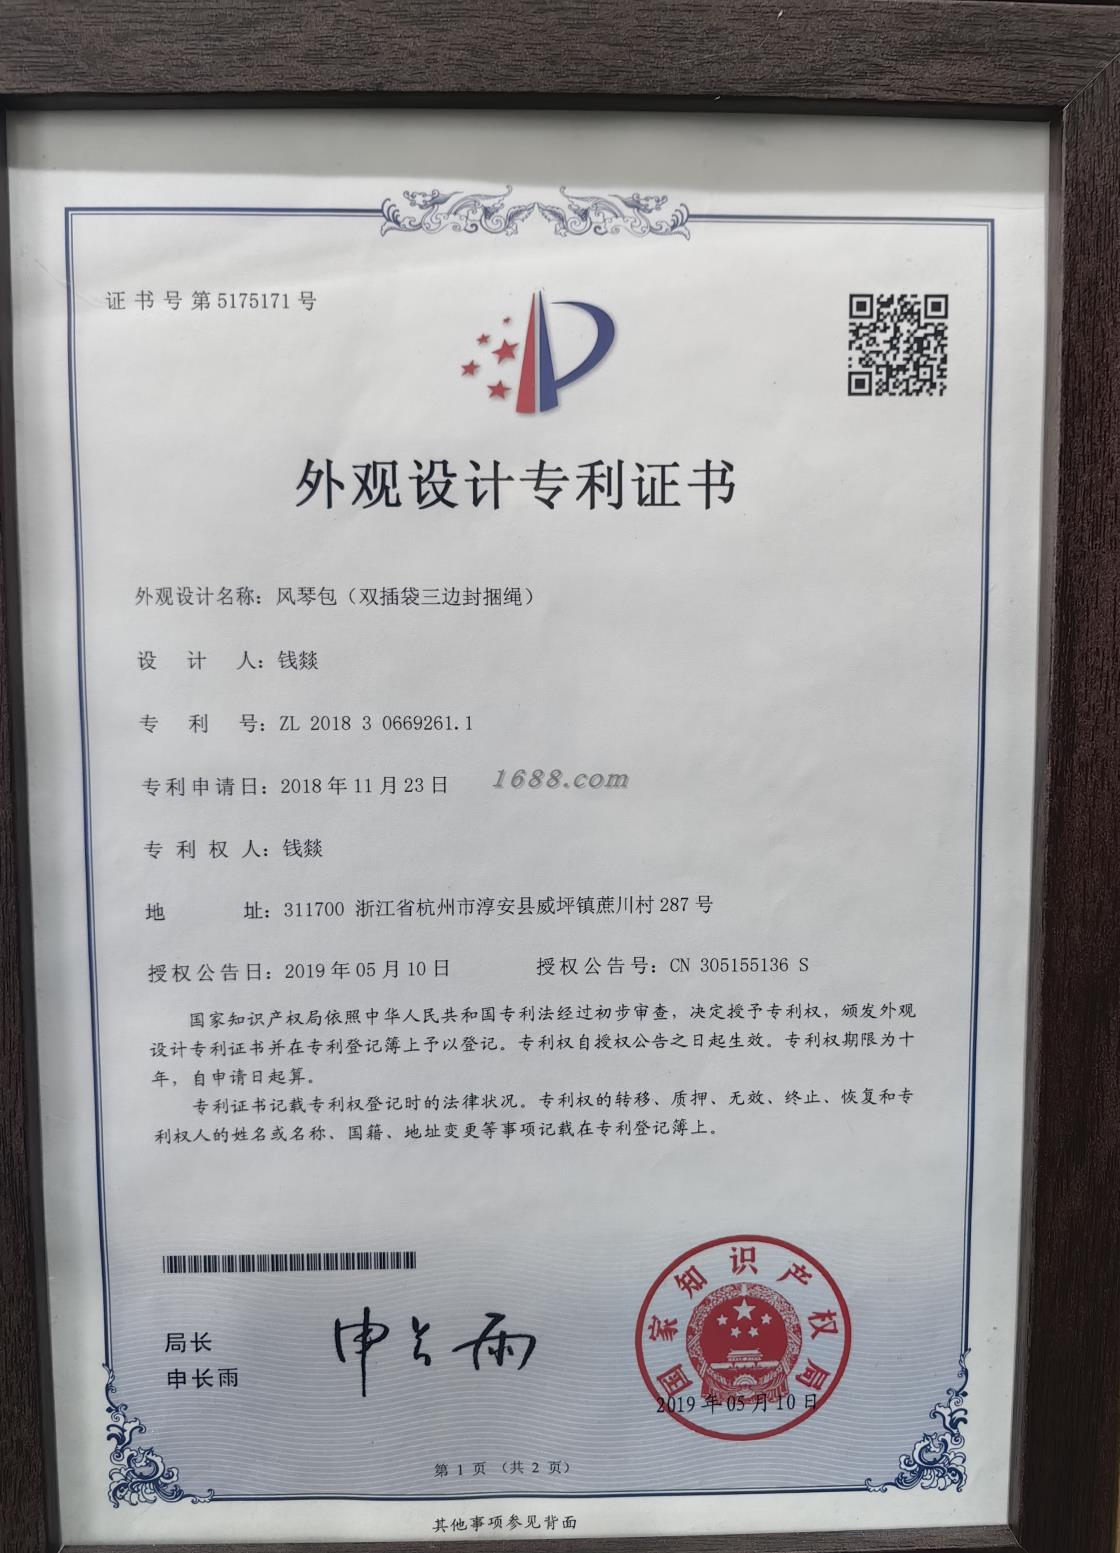 证书号第5175171号
外观设计专利证书
外观设计名称：风琴包（双插袋三边封捆绳）
设计人：钱燚
专利号：ZL 2018 3 0669261.1
专利申请日：2018年11月23日
1688.com
专利权人：钱燚
地址：311700 浙江省杭州市淳安县威坪镇蔗川村287号
授权公告日：2019年05月10日 授权公告号：CN 305155136 S
国家知识产权局依照中华人民共和国专利法经过初步审查，决定授予专利权，颁发外观
设计专利证书并在专利登记簿上予以登记。专利权自授权公告之日起生效。专利权期限为十
年，自申请日起算。
专利证书记载专利权登记时的法律状况。专利权的转移、质押、无效、终止、恢复和专
利权人的姓名或名称、国籍、地址变更等事项记载在专利登记簿上。
局长
申长雨
申长雨
国家知识产权局
2019年05月10日
第1页（共2页）
其他事项参见背面